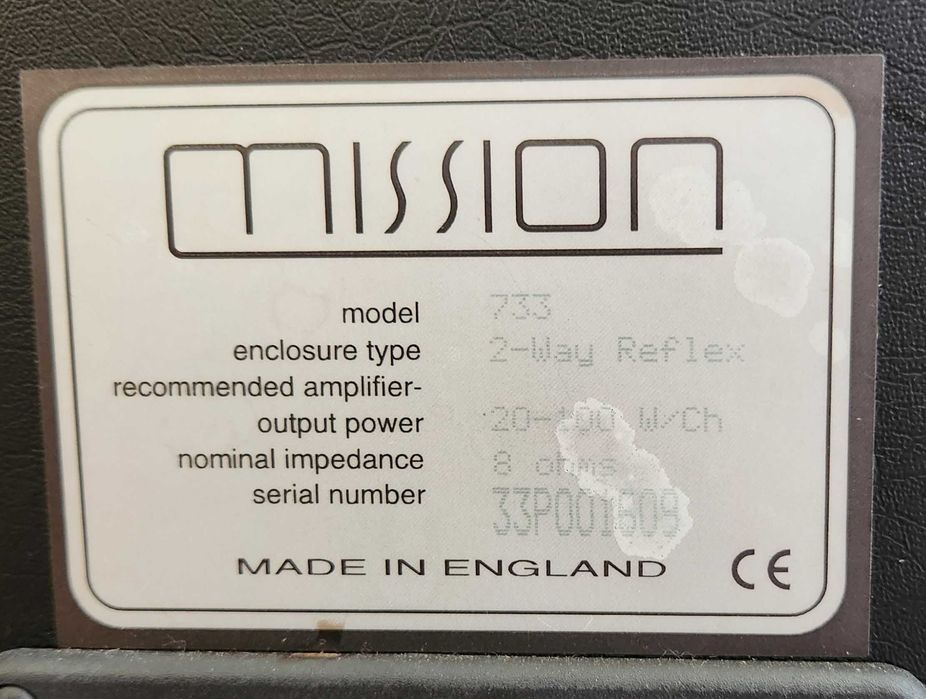 mission
model 733
enclosure type 2-Way Reflex
recommended amplifier-
output power 20-100 W/Ch
nominal impedance 8 ohms
serial number
MADE IN ENGLAND CE